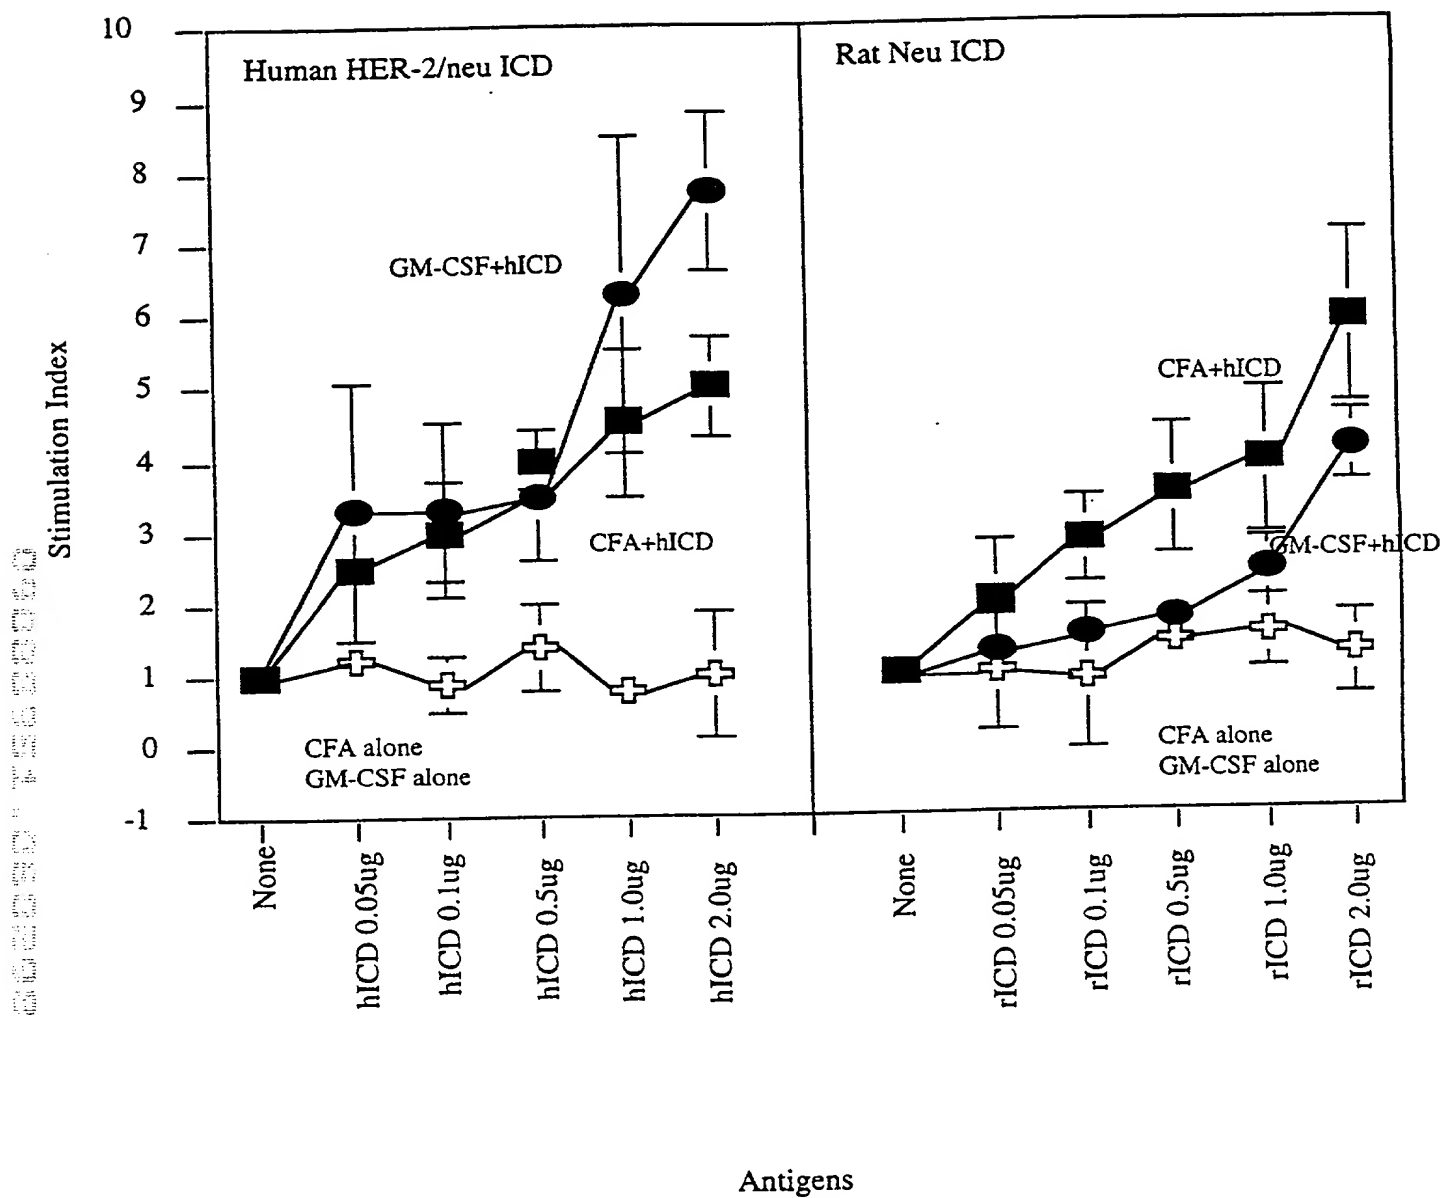 Human HER-2/neu ICD
Rat Neu ICD
10
9
8
7
6
5
4
3
2
1
0
-1
Stimulation Index
GM-CSF+hICD
CFA+hICD
CFA alone
GM-CSF alone
CFA+hICD
GM-CSF+hICD
CFA alone
GM-CSF alone
None
hICD 0.05ug
hICD 0.1ug
hICD 0.5ug
hICD 1.0ug
hICD 2.0ug
None
rICD 0.05ug
rICD 0.1ug
rICD 0.5ug
rICD 1.0ug
rICD 2.0ug
Antigens